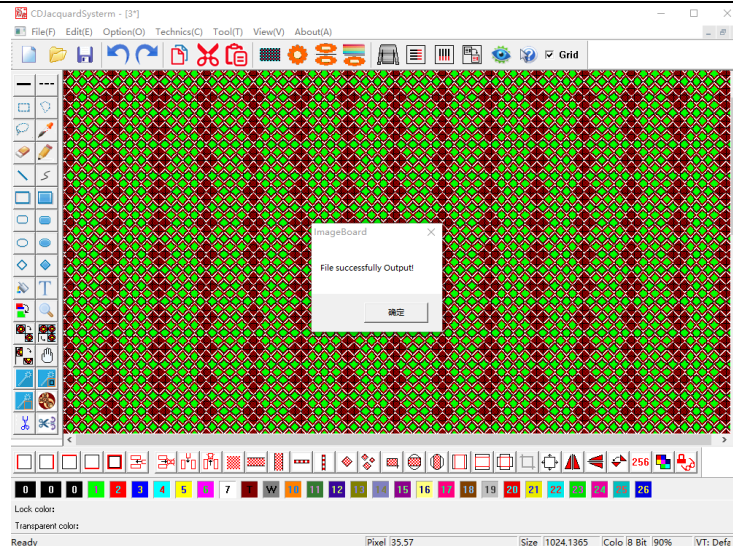 CDJacquardSysterm - [3*]
File(F) Edit(E) Option(O) Technics(C) Tool(T) View(V) About(A)
Grid
ImageBoard
File successfully Output!
确定
T
256
0 0 0 1 2 3 4 5 6 7 8 W 10 11 12 13 14 15 16 17 18 19 20 21 22 23 24 25 26
Lock color:
Transparent color:
Ready Pixel 35.57 Size 1024.1365 Colo 8 Bit 90% VT: Defa